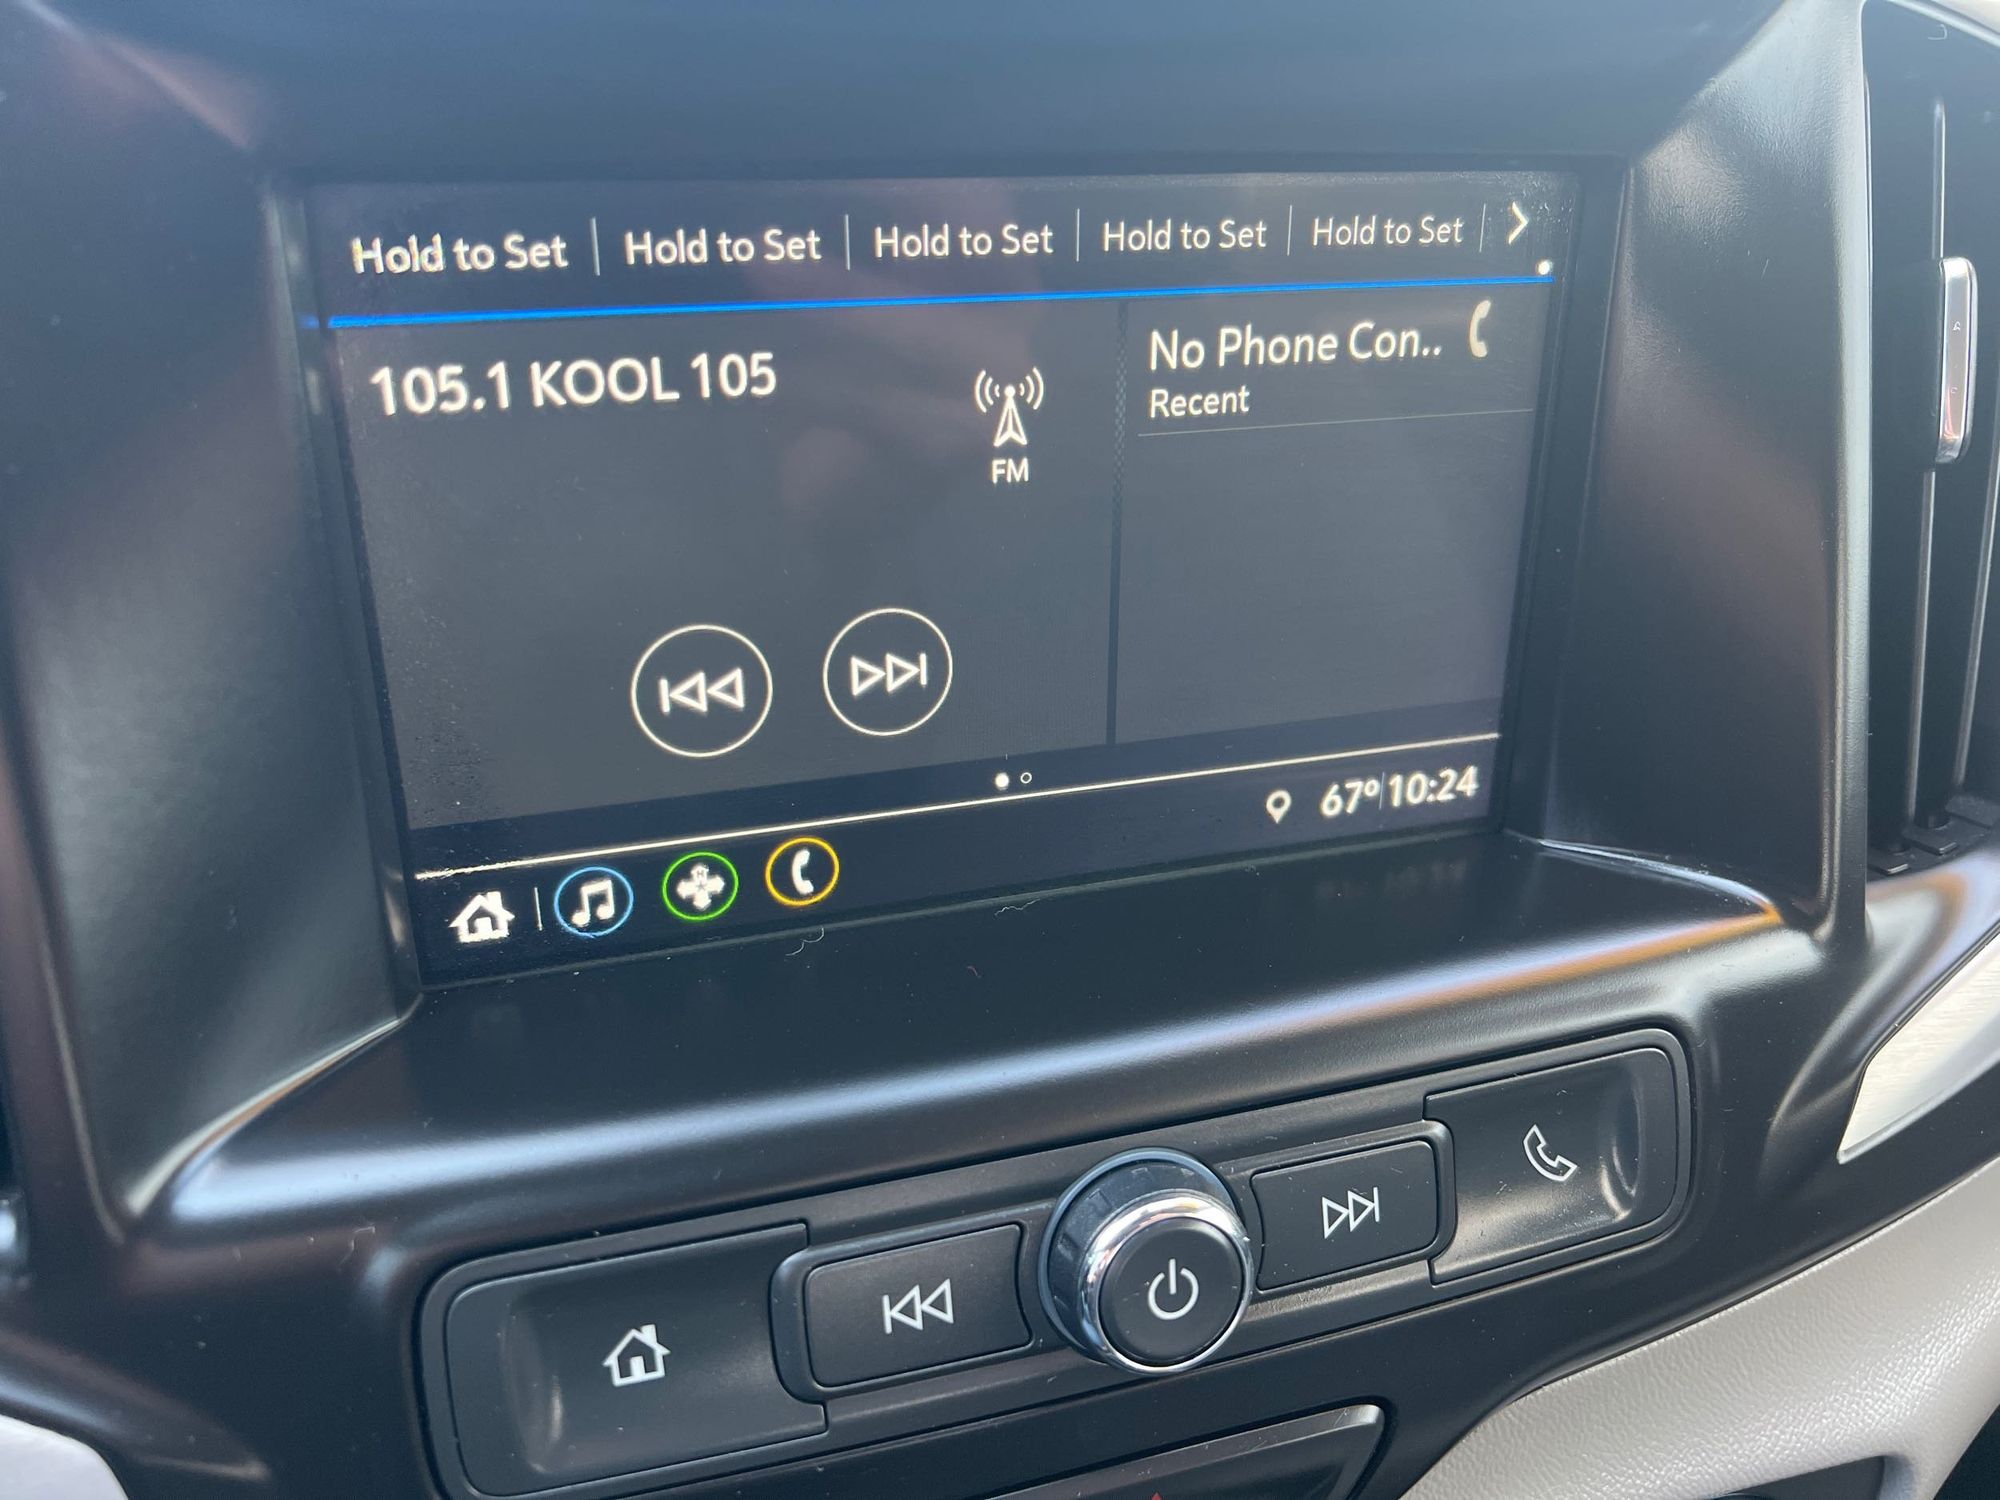 Hold to Set | Hold to Set | Hold to Set | Hold to Set | Hold to Set
105.1 KOOL 105
FM
No Phone Con..
Recent
67° 10:24